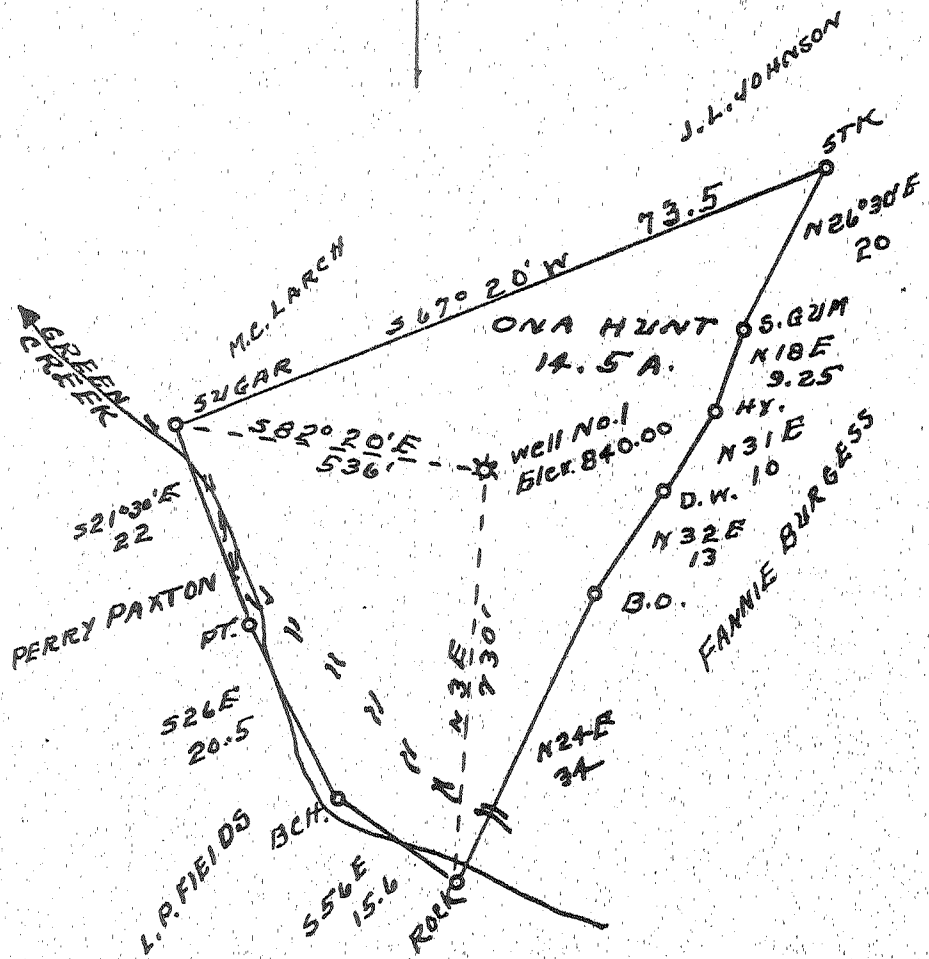 J.L. JOHNSON
STK
73.5
N26°30'E
20
M.C. LARCH
S67° 20' W
ONA HUNT
14.5 A.
S. GUM
N18E
9.25
GREEN
CREEK
SUGAR
HY.
S82° 20'E
536'
Well No.1
Elev. 840.00
N31E
10
D.W.
S21°30'E
22
N32E
13
FANNIE BURGESS
B.O.
PERRY PAXTON
PT.
N3E
730'
S26E
20.5
N24E
34
BCH.
L.P. FIELDS
S56E
15.6
ROCK